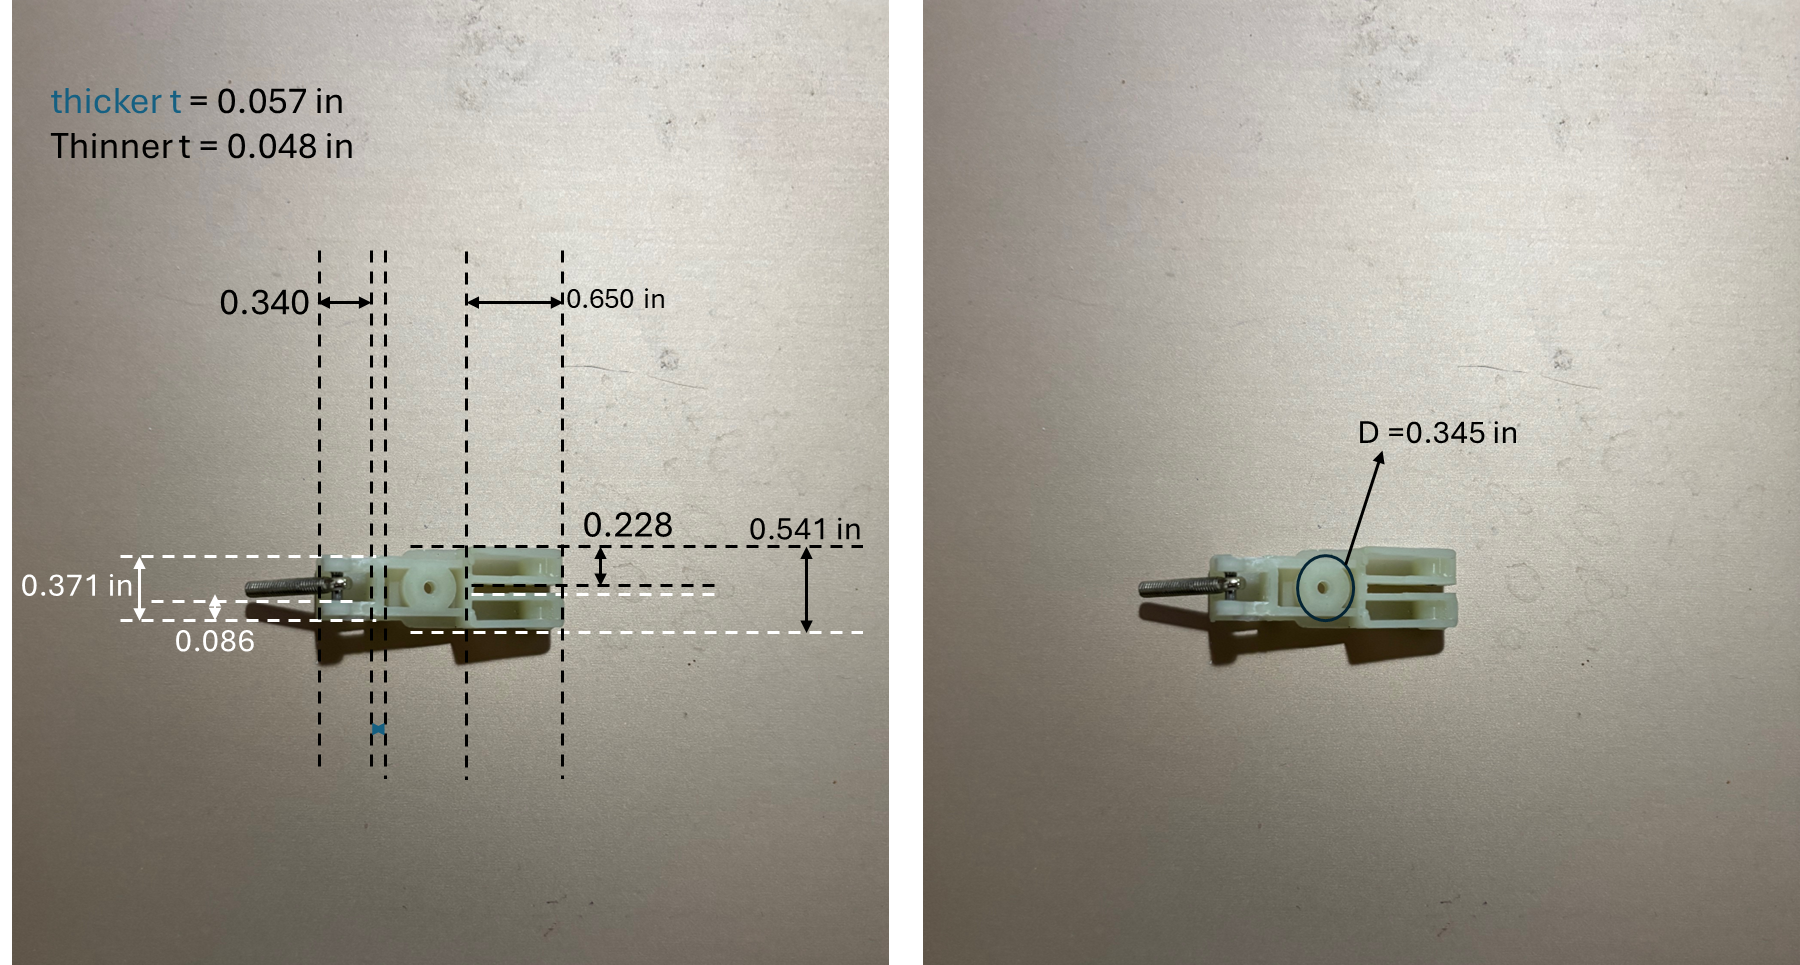 thicker t = 0.057 in
Thinner t = 0.048 in
0.340
0.650 in
0.228
0.541 in
0.371 in
0.086
D =0.345 in